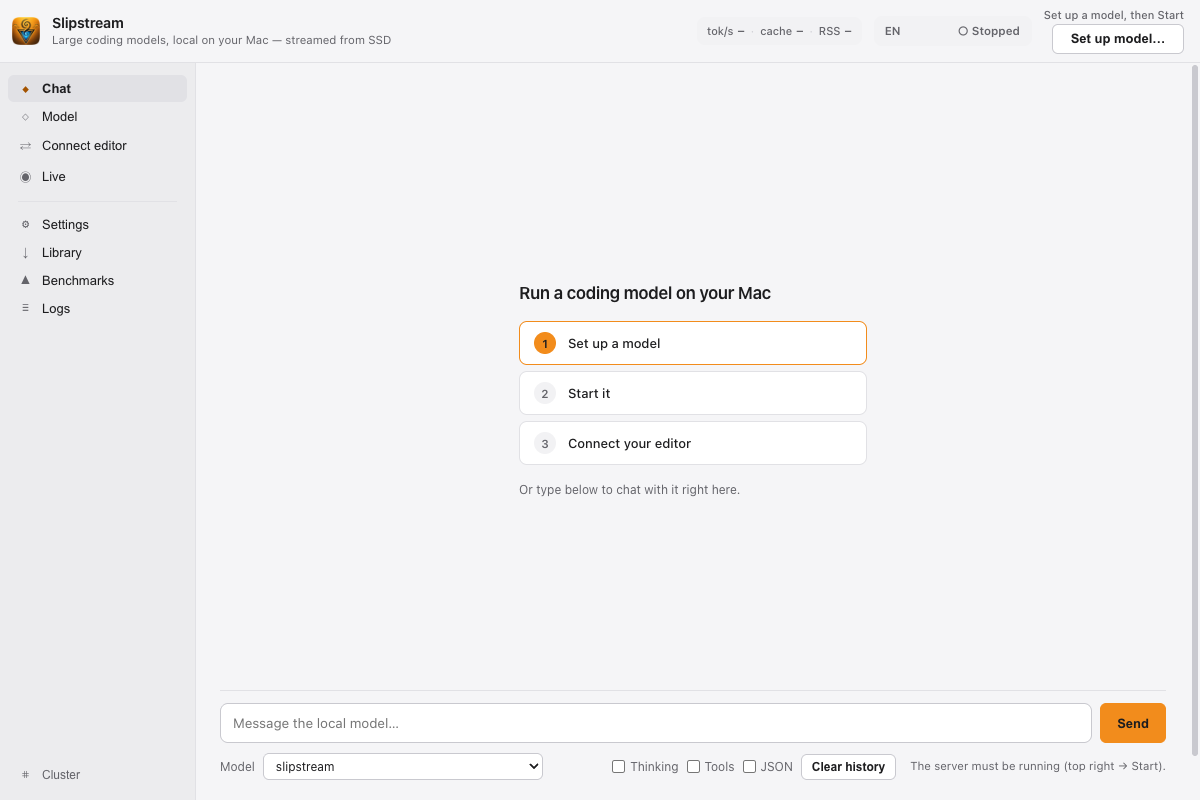 Slipstream
Large coding models, local on your Mac — streamed from SSD
tok/s – · cache – · RSS –
EN
Stopped
Set up a model, then Start
Set up model...
Chat
Model
Connect editor
Live
Settings
Library
Benchmarks
Logs
Cluster
Run a coding model on your Mac
1 Set up a model
2 Start it
3 Connect your editor
Or type below to chat with it right here.
Message the local model...
Send
Model slipstream
Thinking
Tools
JSON
Clear history
The server must be running (top right → Start).